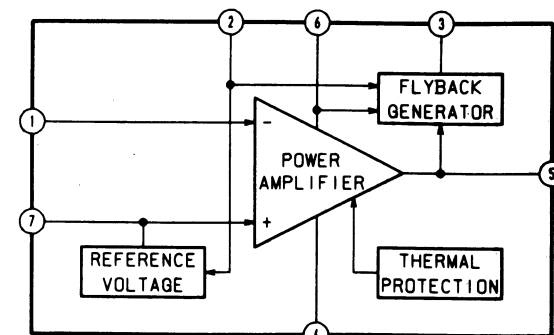 2
6
3
FLYBACK
GENERATOR
1
-
POWER
AMPLIFIER
5
7
+
REFERENCE
VOLTAGE
THERMAL
PROTECTION
4